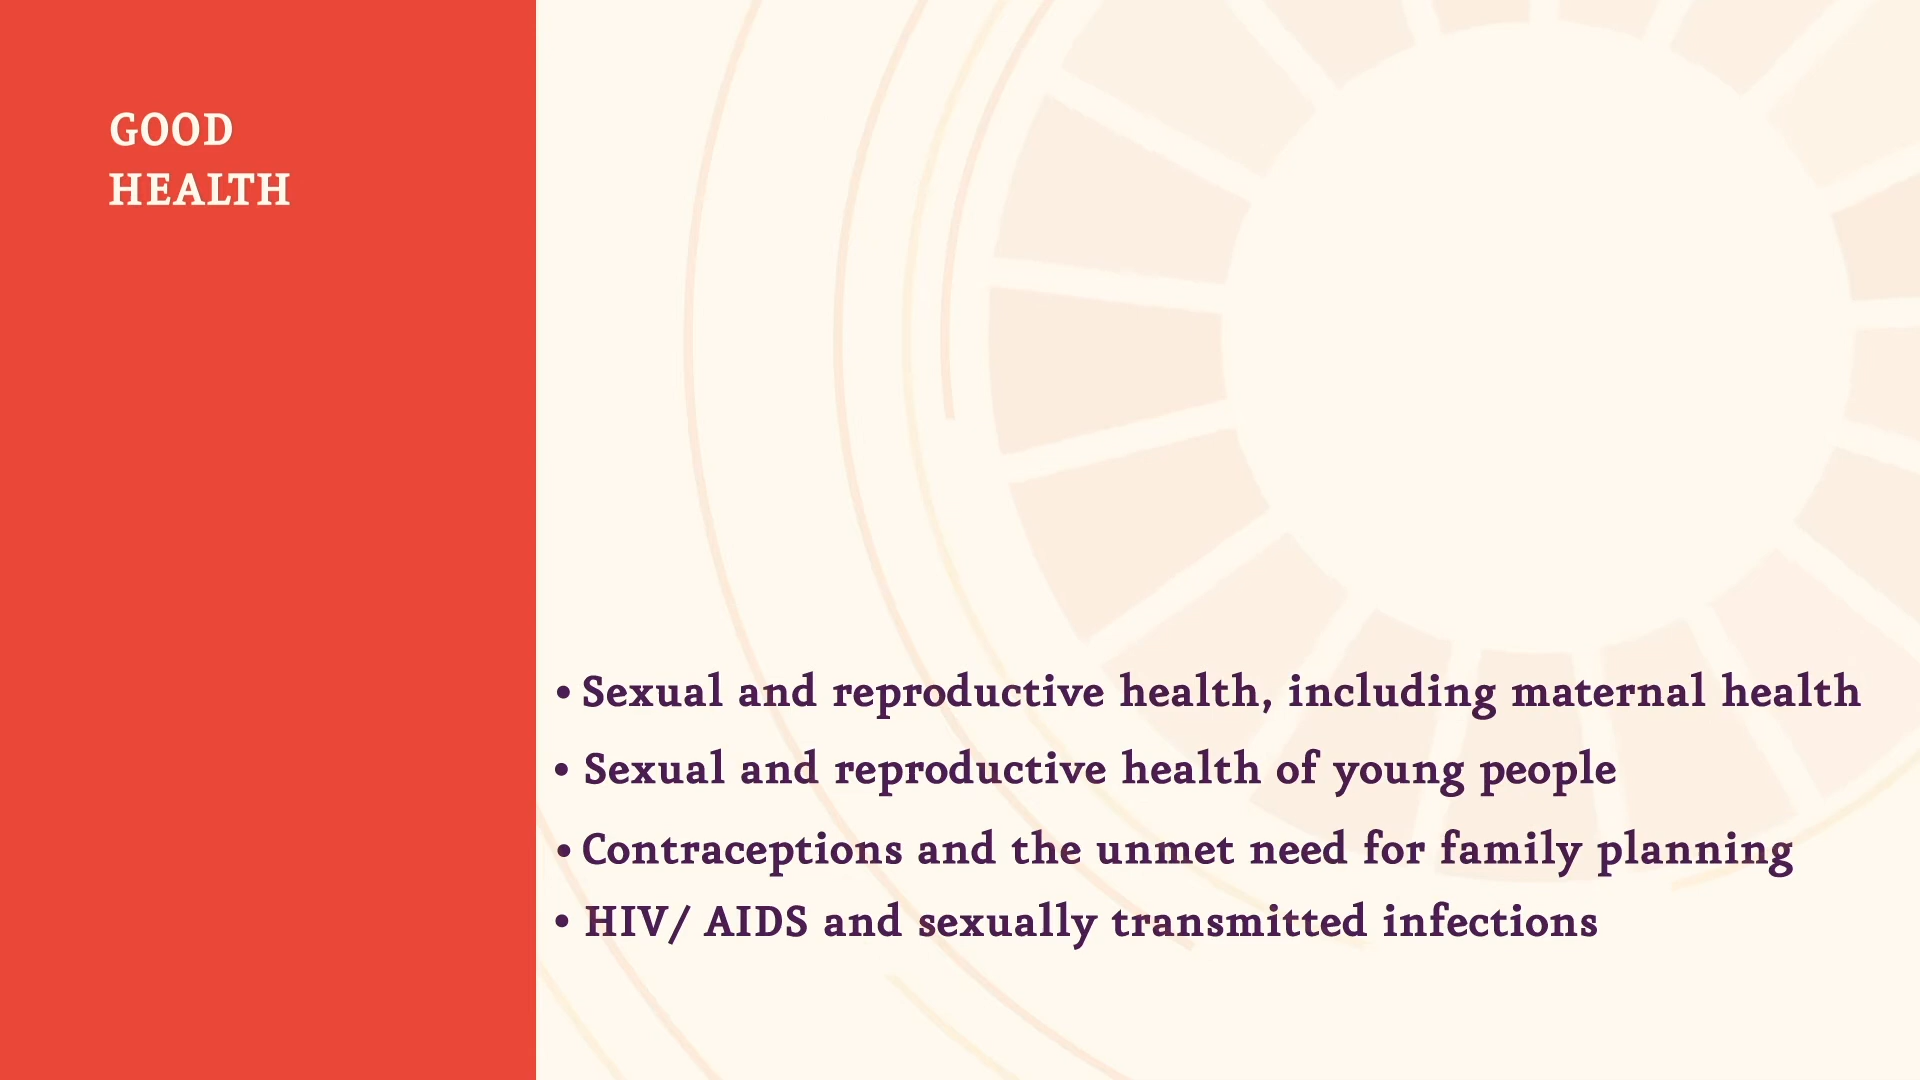 GOOD
HEALTH
• Sexual and reproductive health, including maternal health
• Sexual and reproductive health of young people
• Contraceptions and the unmet need for family planning
• HIV/ AIDS and sexually transmitted infections